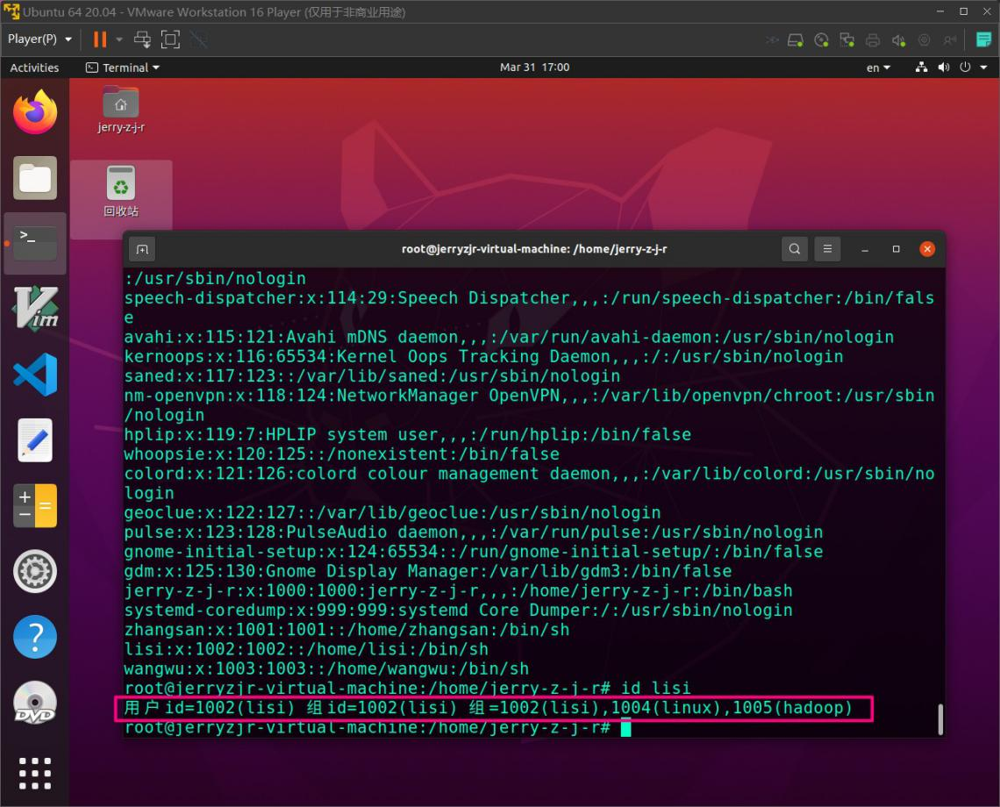 Ubuntu 64 20.04 - VMware Workstation 16 Player (仅用于非商业用途)
Player(P)
Activities
Terminal
Mar 31 17:00
en
jerry-z-j-r
回收站
Vim
DVD
root@jerryzjr-virtual-machine: /home/jerry-z-j-r
:/usr/sbin/nologin
speech-dispatcher:x:114:29:Speech Dispatcher,,,:/run/speech-dispatcher:/bin/fals
e
avahi:x:115:121:Avahi mDNS daemon,,,:/var/run/avahi-daemon:/usr/sbin/nologin
kernoops:x:116:65534:Kernel Oops Tracking Daemon,,,:/:/usr/sbin/nologin
saned:x:117:123::/var/lib/saned:/usr/sbin/nologin
nm-openvpn:x:118:124:NetworkManager OpenVPN,,,:/var/lib/openvpn/chroot:/usr/sbin
/nologin
hplip:x:119:7:HPLIP system user,,,:/run/hplip:/bin/false
whoopsie:x:120:125::/nonexistent:/bin/false
colord:x:121:126:colord colour management daemon,,,:/var/lib/colord:/usr/sbin/no
login
geoclue:x:122:127::/var/lib/geoclue:/usr/sbin/nologin
pulse:x:123:128:PulseAudio daemon,,,:/var/run/pulse:/usr/sbin/nologin
gnome-initial-setup:x:124:65534::/run/gnome-initial-setup/:/bin/false
gdm:x:125:130:Gnome Display Manager:/var/lib/gdm3:/bin/false
jerry-z-j-r:x:1000:1000:jerry-z-j-r,,,:/home/jerry-z-j-r:/bin/bash
systemd-coredump:x:999:999:systemd Core Dumper:/:/usr/sbin/nologin
zhangsan:x:1001:1001::/home/zhangsan:/bin/sh
lisi:x:1002:1002::/home/lisi:/bin/sh
wangwu:x:1003:1003::/home/wangwu:/bin/sh
root@jerryzjr-virtual-machine:/home/jerry-z-j-r# id lisi
用户id=1002(lisi) 组id=1002(lisi) 组=1002(lisi),1004(linux),1005(hadoop)
root@jerryzjr-virtual-machine:/home/jerry-z-j-r#